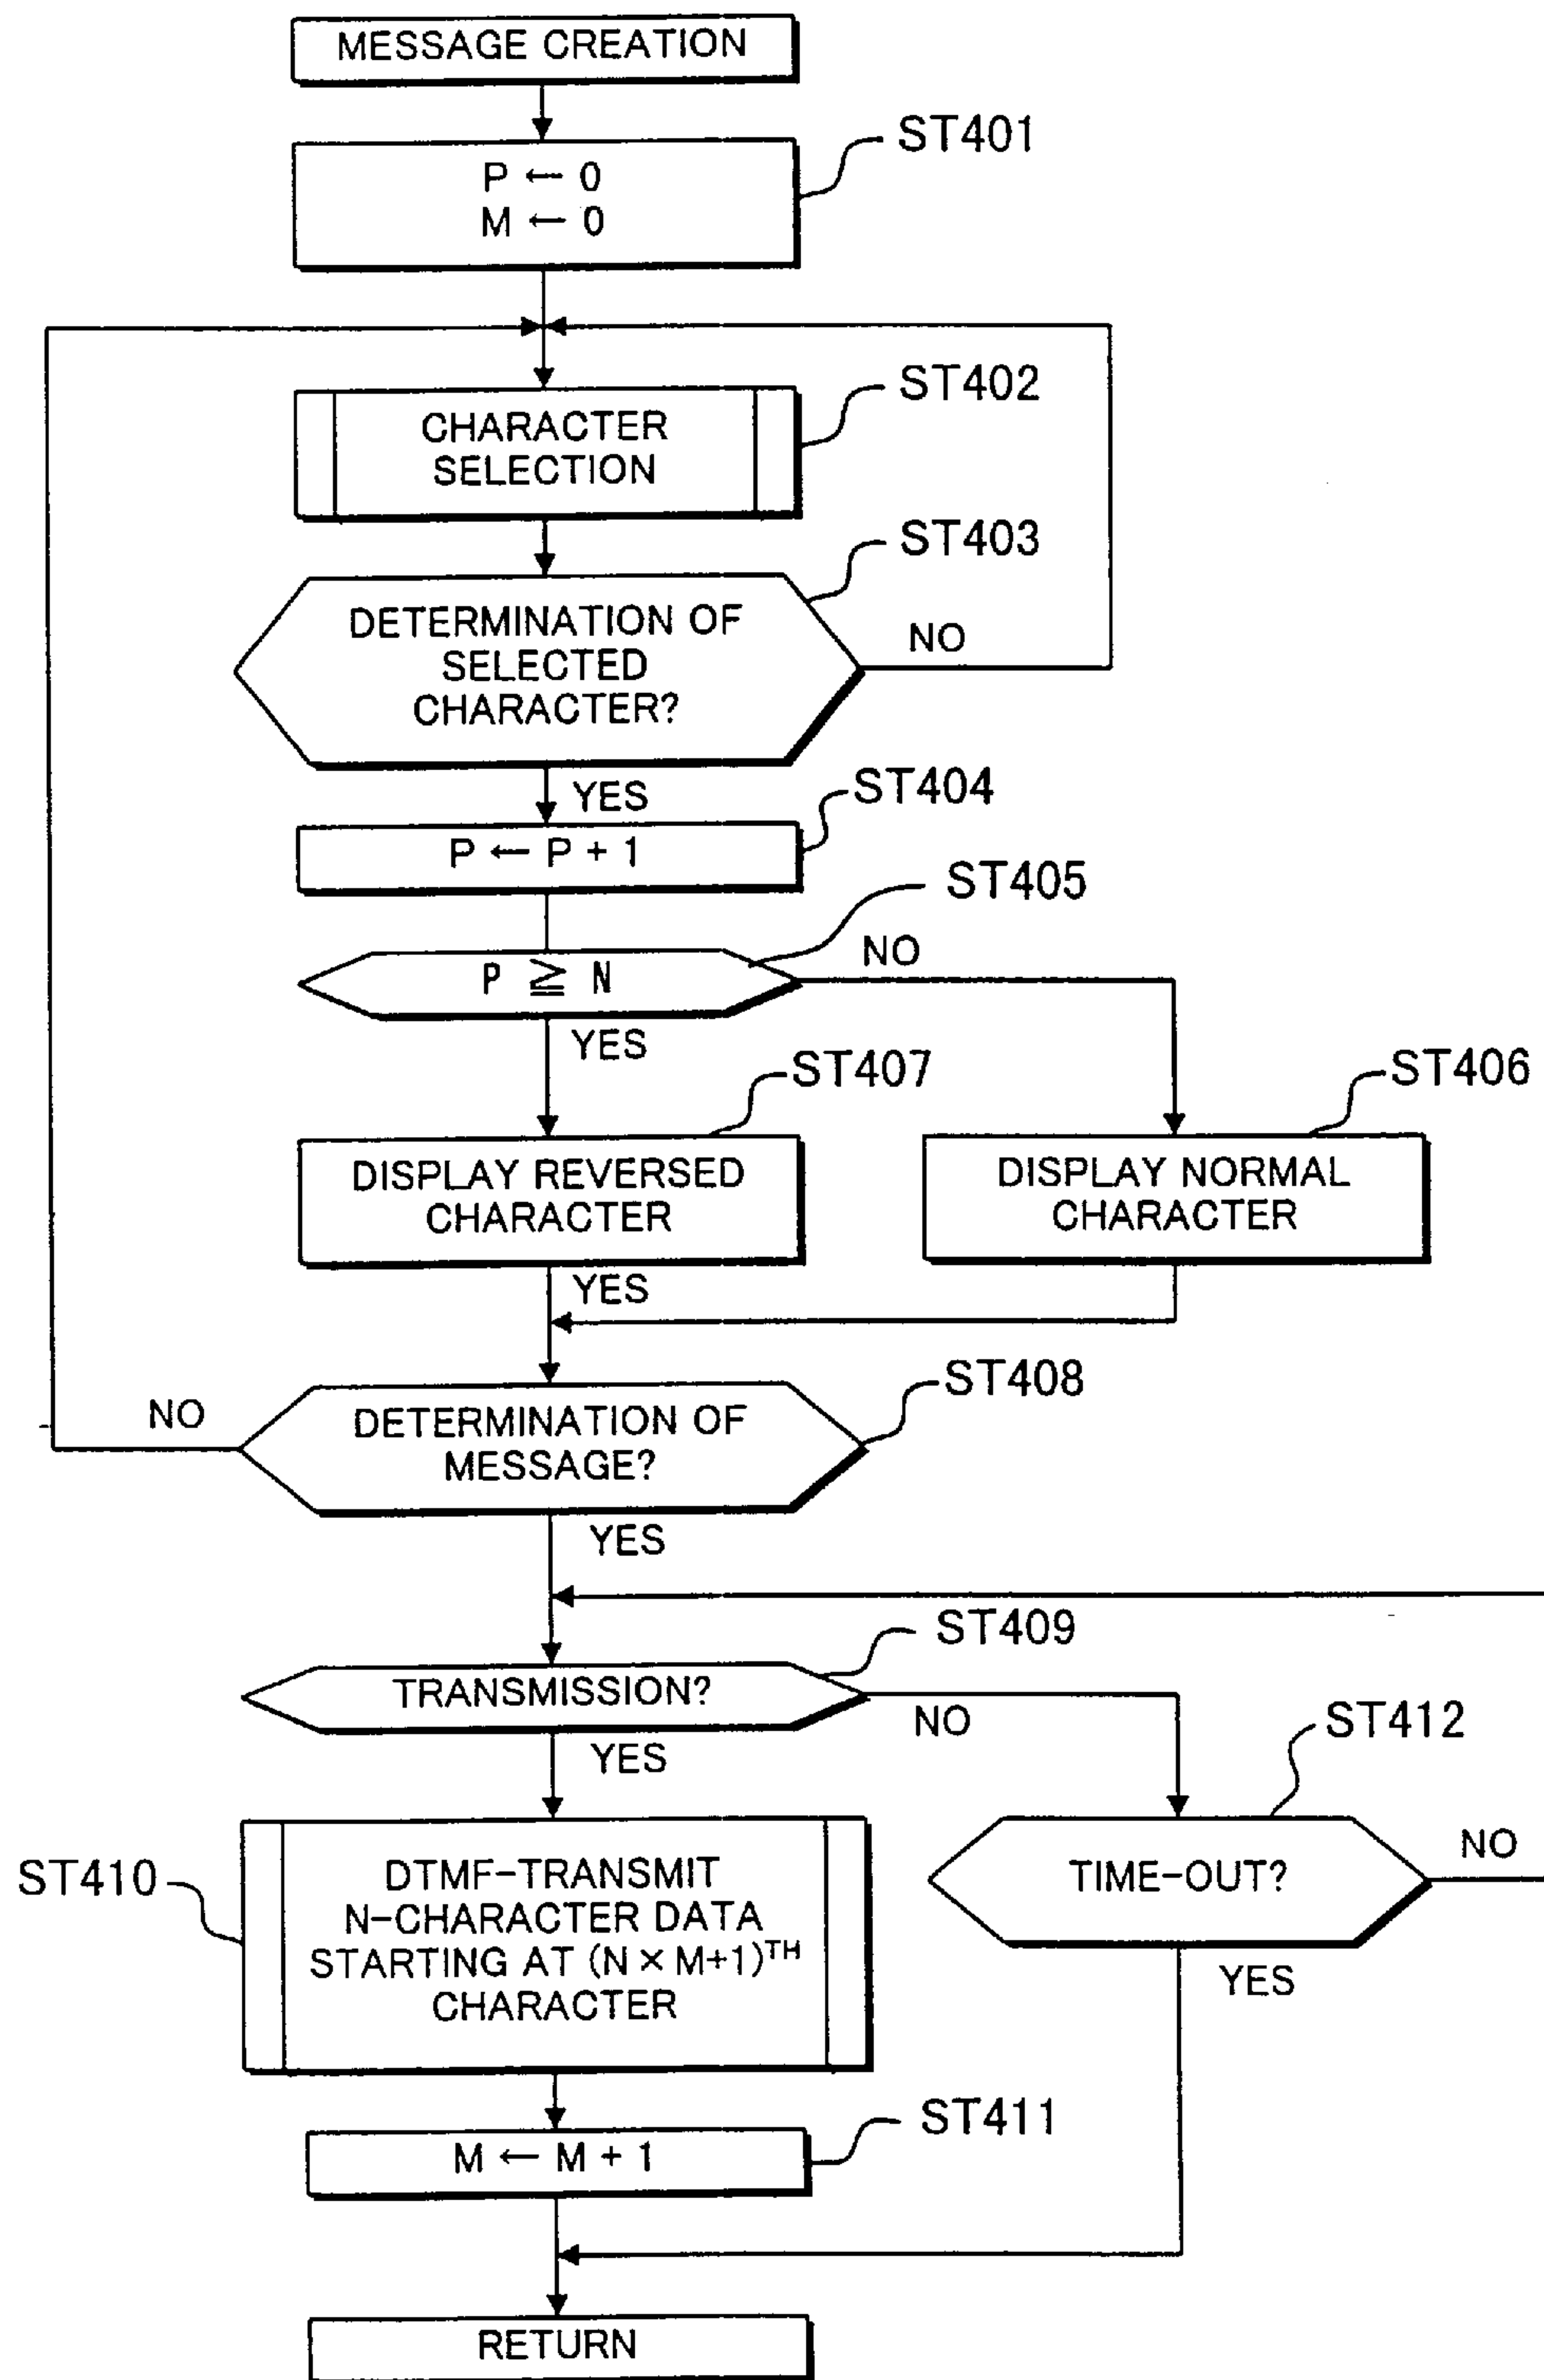 MESSAGE CREATION
ST401
P ← 0
M ← 0
ST402
CHARACTER
SELECTION
ST403
DETERMINATION OF
SELECTED
CHARACTER?
NO
YES
ST404
P ← P + 1
ST405
P ≧ N
NO
YES
ST407
ST406
DISPLAY REVERSED
CHARACTER
DISPLAY NORMAL
CHARACTER
YES
ST408
NO
DETERMINATION OF
MESSAGE?
YES
ST409
TRANSMISSION?
NO
YES
ST412
ST410
DTMF-TRANSMIT
N-CHARACTER DATA
STARTING AT (N × M+1)TH
CHARACTER
TIME-OUT?
NO
YES
ST411
M ← M + 1
RETURN